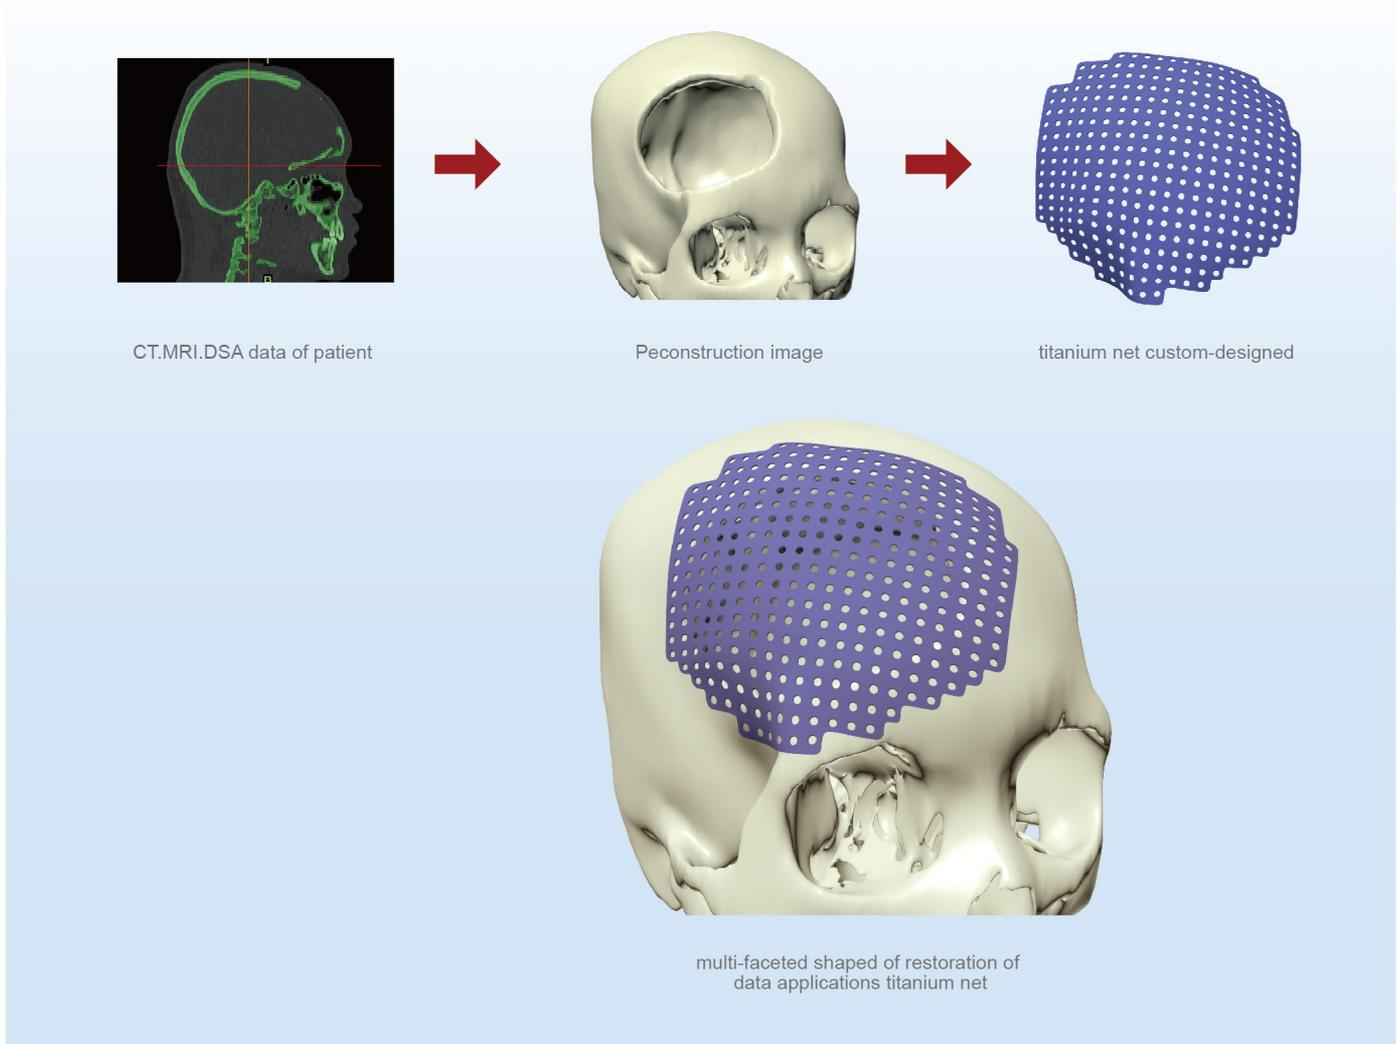 CT.MRI.DSA data of patient
Peconstruction image
titanium net custom-designed
multi-faceted shaped of restoration of
data applications titanium net